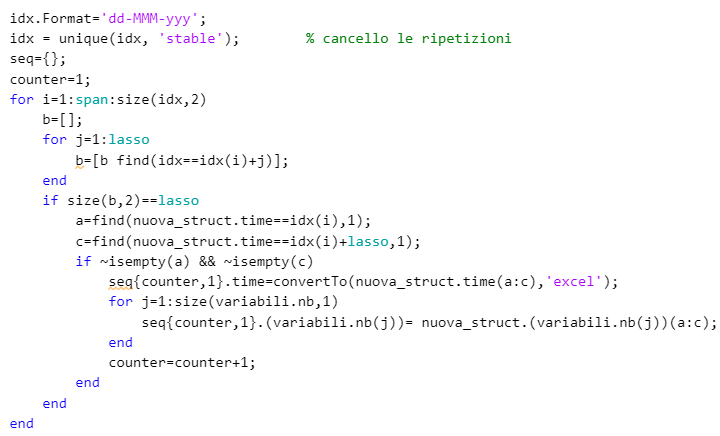 idx.Format='dd-MMM-yyy';
idx = unique(idx, 'stable');        % cancello le ripetizioni
seq={};
counter=1;
for i=1:span:size(idx,2)
    b=[];
    for j=1:lasso
        b=[b find(idx==idx(i)+j)];
    end
    if size(b,2)==lasso
        a=find(nuova_struct.time==idx(i),1);
        c=find(nuova_struct.time==idx(i)+lasso,1);
        if ~isempty(a) && ~isempty(c)
            seq{counter,1}.time=convertTo(nuova_struct.time(a:c),'excel');
            for j=1:size(variabili.nb,1)
                seq{counter,1}.(variabili.nb(j))= nuova_struct.(variabili.nb(j))(a:c);
            end
            counter=counter+1;
        end
    end
end